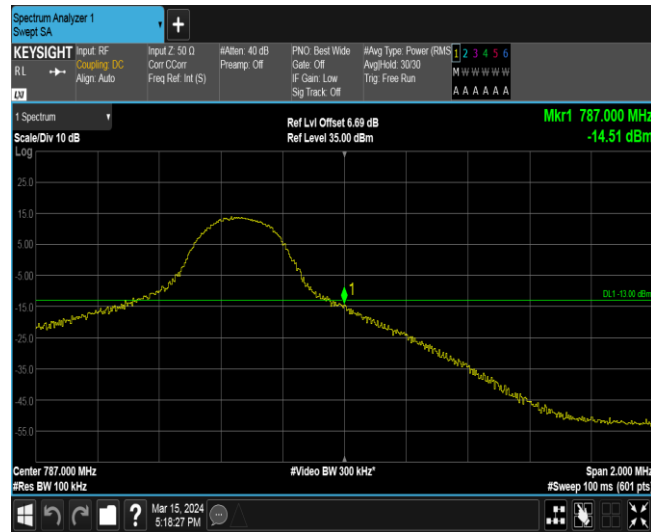 Spectrum Analyzer 1
Swept SA
+
KEYSIGHT
RL
LXI
Input: RF
Coupling: DC
Align: Auto
Input Z: 50 Ω
Corr CCorr
Freq Ref: Int (S)
#Atten: 40 dB
Preamp: Off
PNO: Best Wide
Gate: Off
IF Gain: Low
Sig Track: Off
#Avg Type: Power (RMS
Avg|Hold: 30/30
Trig: Free Run
1 2 3 4 5 6
M W W W W W
A A A A A A
1 Spectrum
Scale/Div 10 dB
Log
Ref Lvl Offset 6.69 dB
Ref Level 35.00 dBm
Mkr1 787.000 MHz
-14.51 dBm
25.0
15.0
5.00
-5.00
-15.0
-25.0
-35.0
-45.0
-55.0
1
DL1 -13.00 dBm
Center 787.000 MHz
#Res BW 100 kHz
#Video BW 300 kHz*
Span 2.000 MHz
#Sweep 100 ms (601 pts)
?
Mar 15, 2024
5:18:27 PM